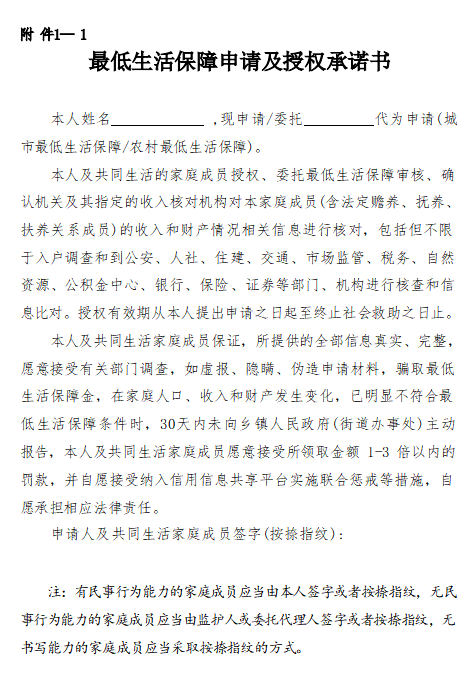 附 件1— 1
最低生活保障申请及授权承诺书
本人姓名____________ ,现申请/委托_________代为申请(城
市最低生活保障/农村最低生活保障)。
本人及共同生活的家庭成员授权、委托最低生活保障审核、确
认机关及其指定的收入核对机构对本家庭成员(含法定赡养、抚养、
扶养关系成员)的收入和财产情况相关信息进行核对，包括但不限
于入户调查和到公安、人社、住建、交通、市场监管、税务、自然
资源、公积金中心、银行、保险、证券等部门、机构进行核查和信
息比对。授权有效期从本人提出申请之日起至终止社会救助之日止。
本人及共同生活家庭成员保证，所提供的全部信息真实、完整，
愿意接受有关部门调查，如虚报、隐瞒、伪造申请材料，骗取最低
生活保障金，在家庭人口、收入和财产发生变化，已明显不符合最
低生活保障条件时，30天内未向乡镇人民政府(街道办事处)主动
报告，本人及共同生活家庭成员愿意接受所领取金额 1-3 倍以内的
罚款，并自愿接受纳入信用信息共享平台实施联合惩戒等措施，自
愿承担相应法律责任。
申请人及共同生活家庭成员签字(按捺指纹)：
注：有民事行为能力的家庭成员应当由本人签字或者按捺指纹，无民
事行为能力的家庭成员应当由监护人或委托代理人签字或者按捺指纹，无
书写能力的家庭成员应当采取按捺指纹的方式。